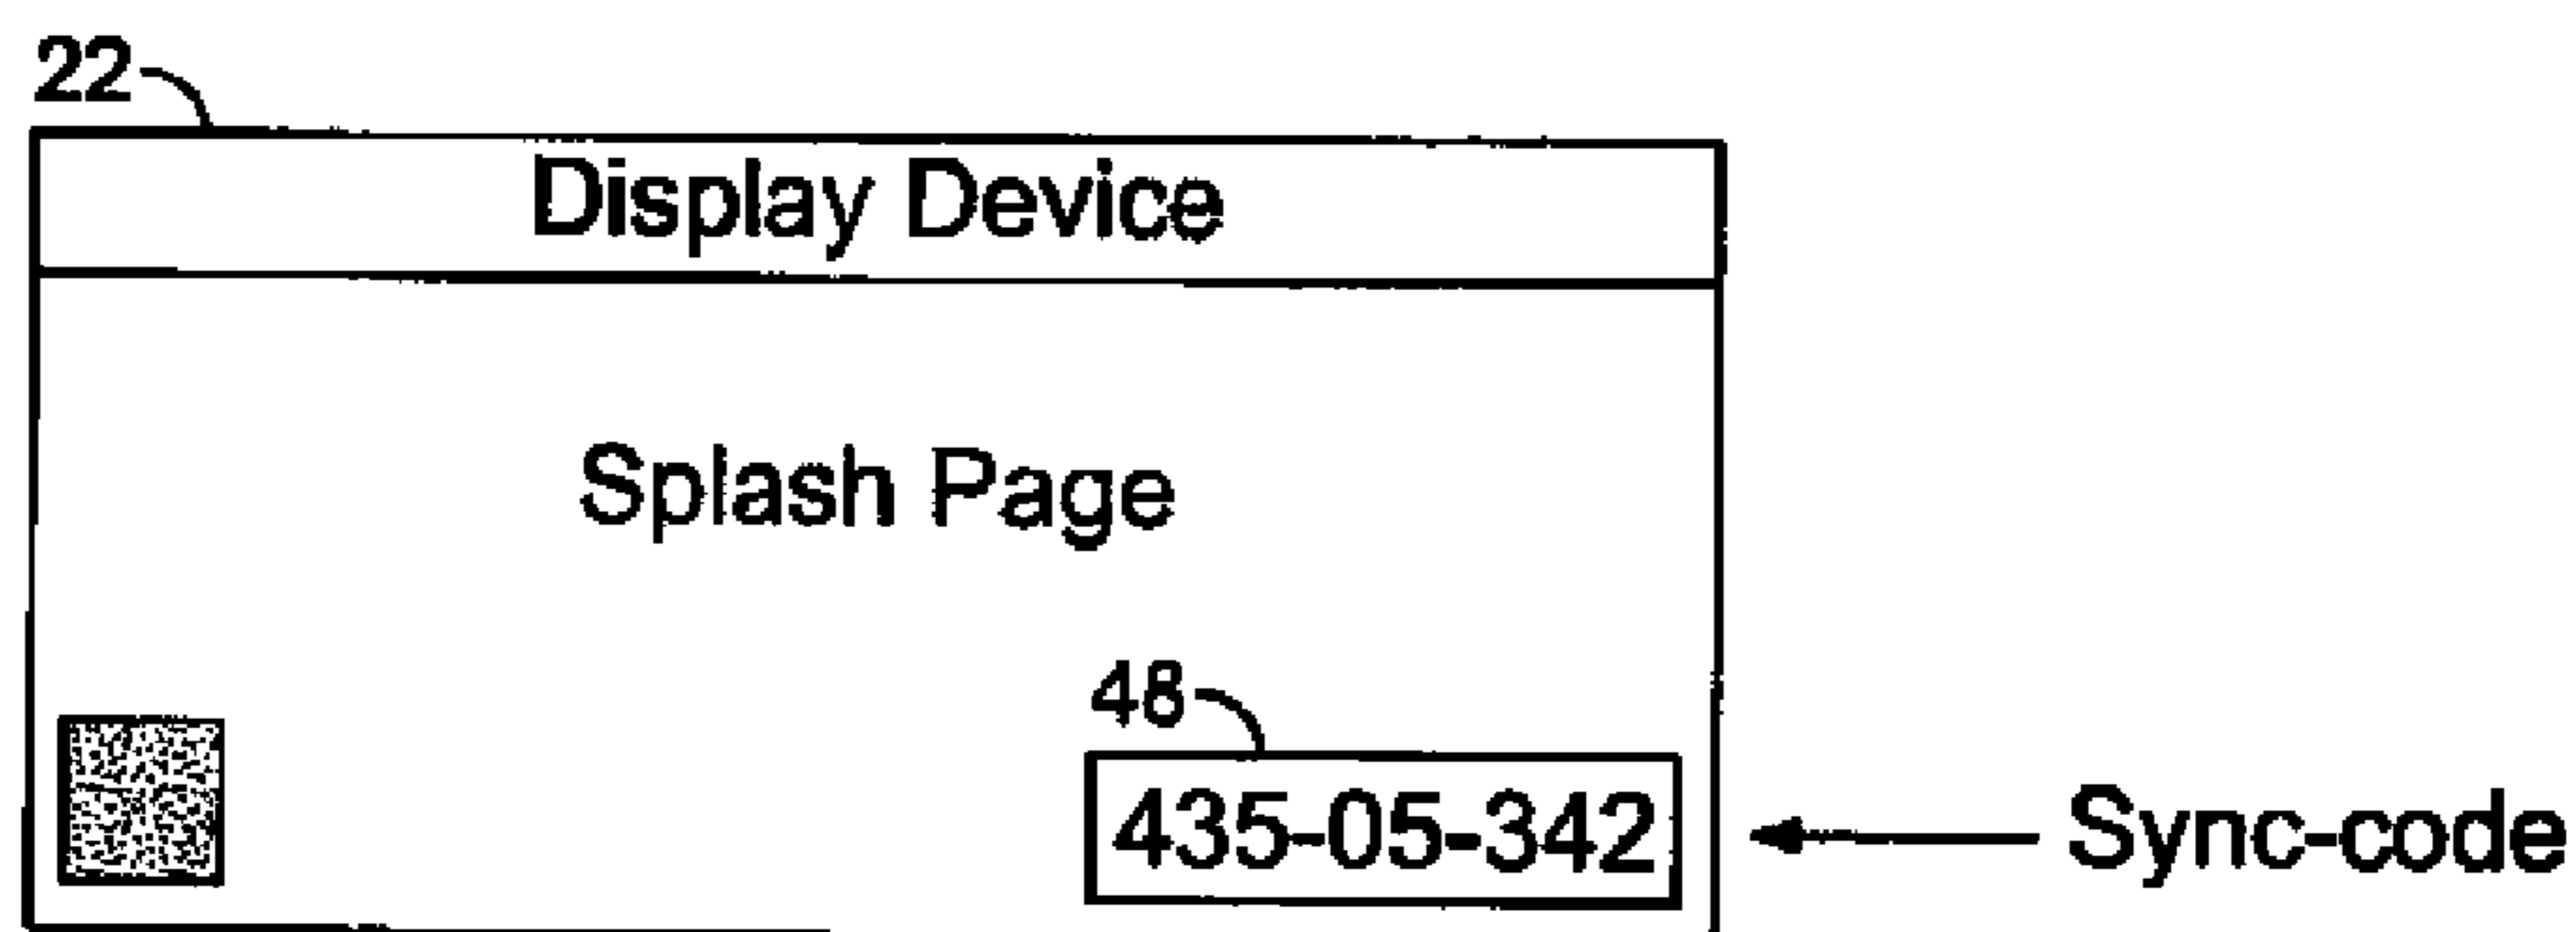 22
Display Device
Splash Page
48
435-05-342
Sync-code